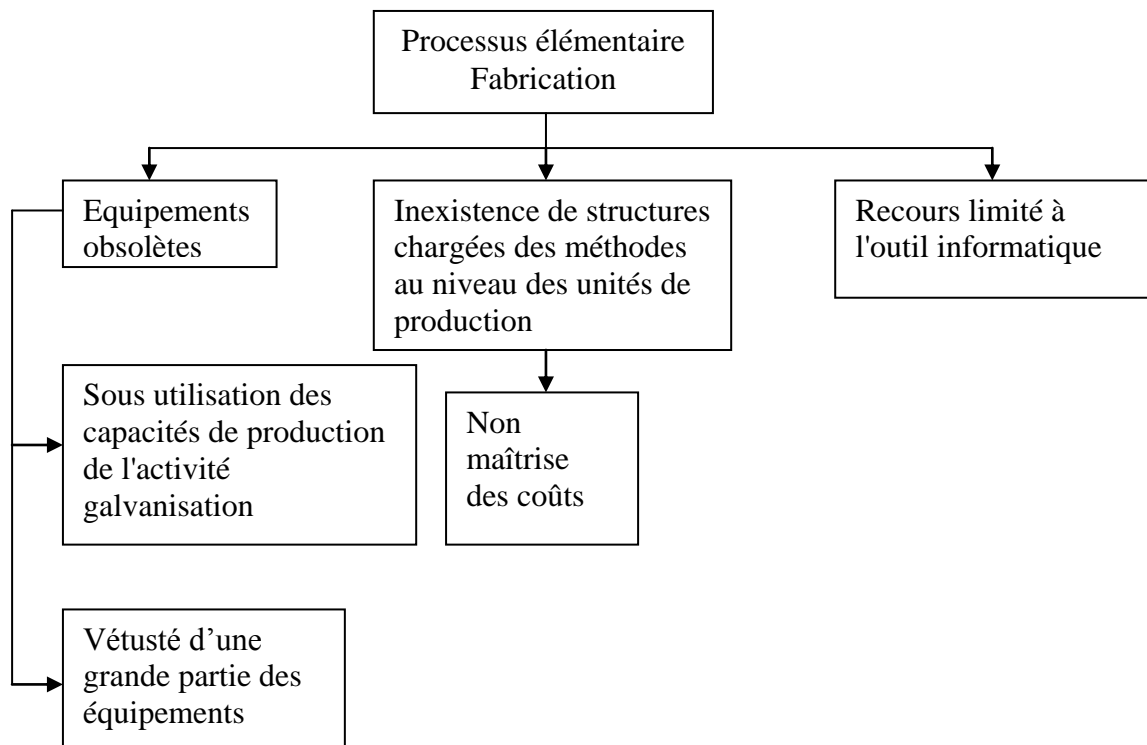 Processus élémentaire
Fabrication
Equipements
obsolètes
Inexistence de structures
chargées des méthodes
au niveau des unités de
production
Recours limité à
l'outil informatique
Sous utilisation des
capacités de production
de l'activité
galvanisation
Non
maîtrise
des coûts
Vétusté d’une
grande partie des
équipements